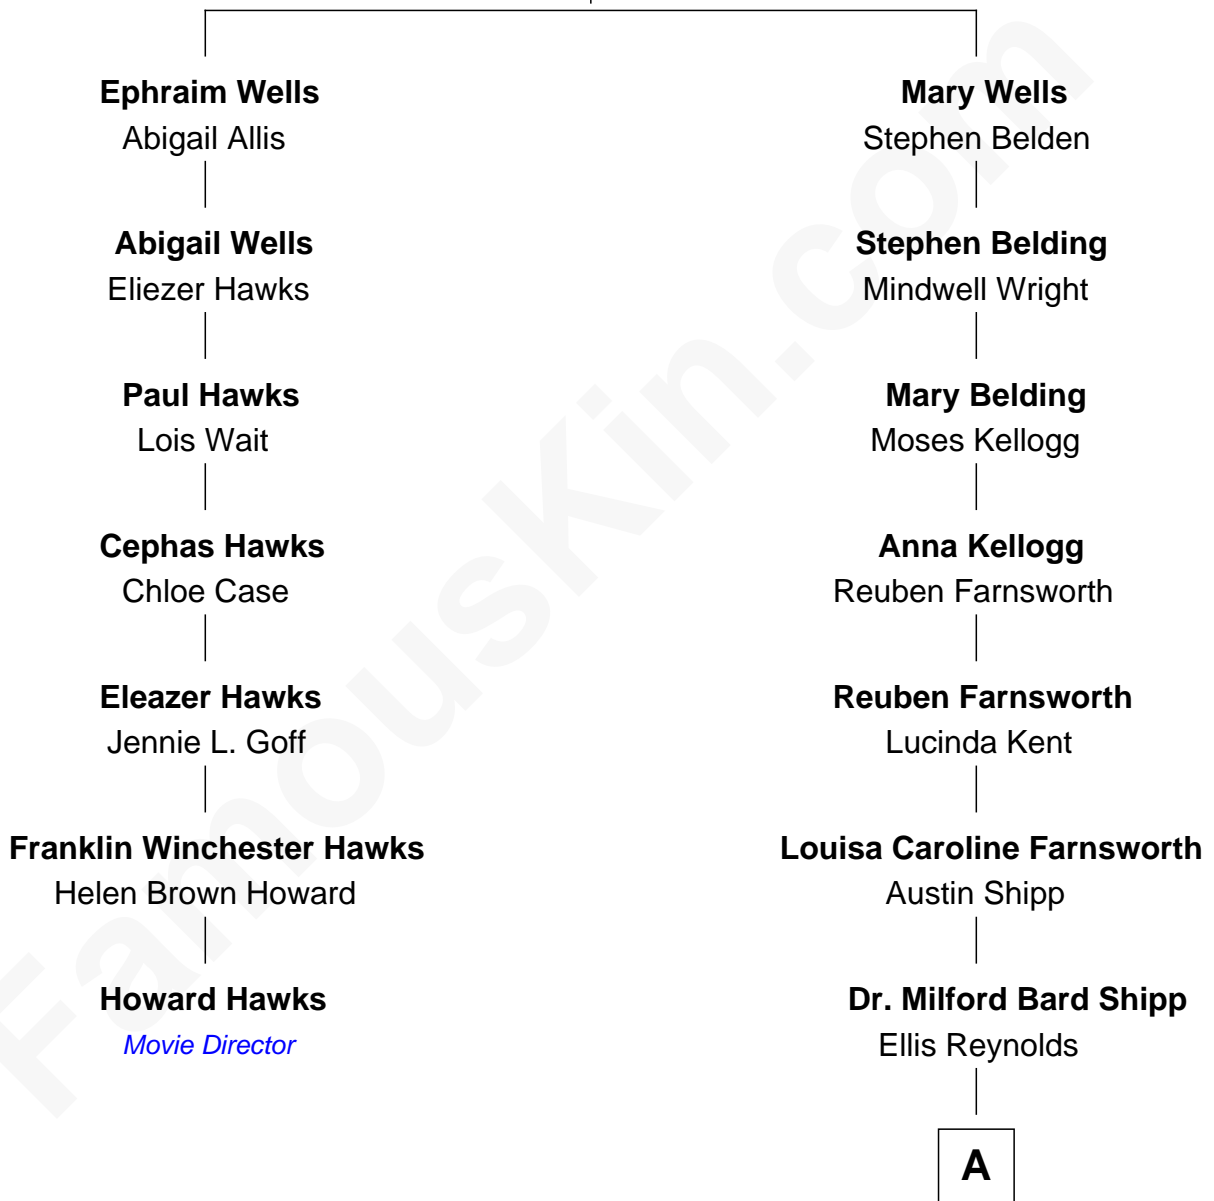 Ephraim Wells
Abigail Allis
Abigail Wells
Eliezer Hawks
Paul Hawks
Lois Wait
Cephas Hawks
Chloe Case
Eleazer Hawks
Jennie L. Goff
Franklin Winchester Hawks
Helen Brown Howard
Howard Hawks
Movie Director
Mary Wells
Stephen Belden
Stephen Belding
Mindwell Wright
Mary Belding
Moses Kellogg
Anna Kellogg
Reuben Farnsworth
Reuben Farnsworth
Lucinda Kent
Louisa Caroline Farnsworth
Austin Shipp
Dr. Milford Bard Shipp
Ellis Reynolds
A
FamousKin.com